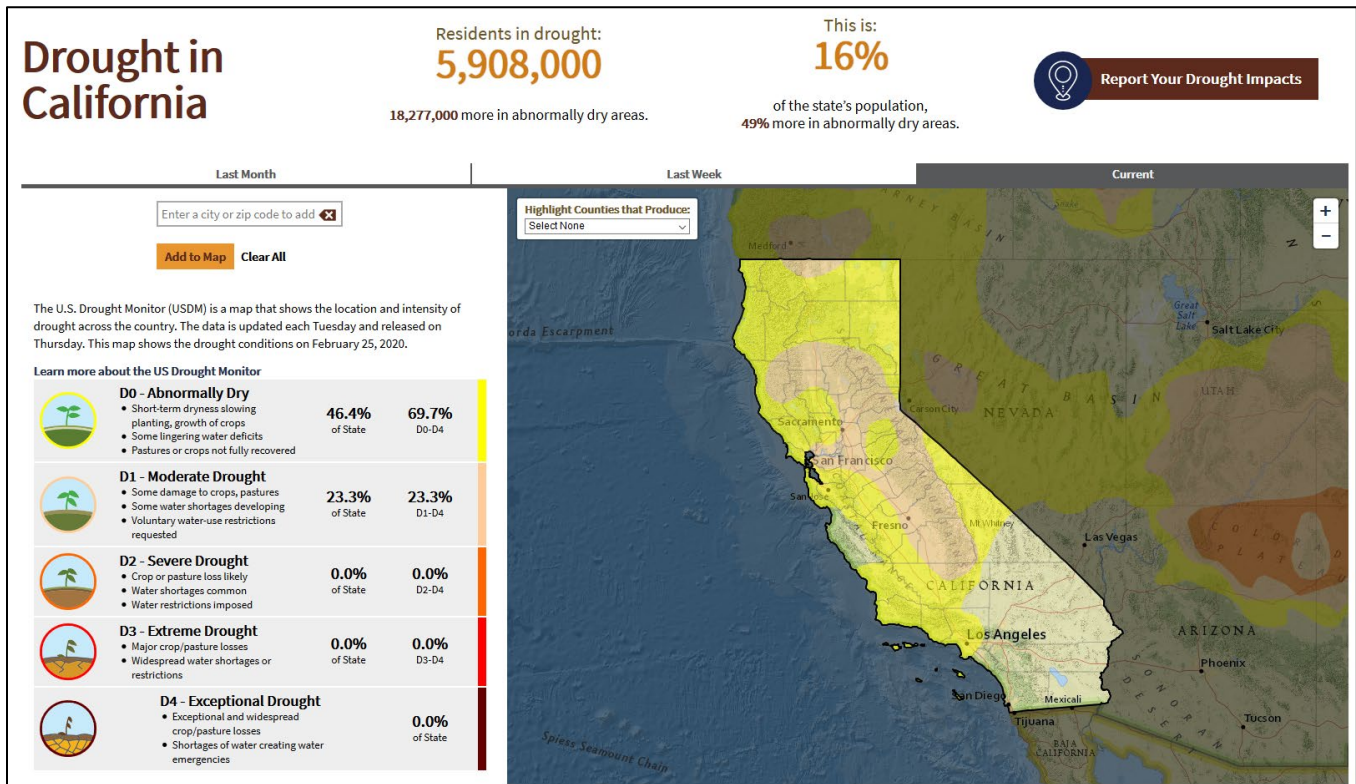 Drought in
California
Residents in drought:
5,908,000
18,277,000 more in abnormally dry areas.
This is:
16%
of the state's population,
49% more in abnormally dry areas.
Report Your Drought Impacts
Last Month
Last Week
Current
Enter a city or zip code to add
Add to Map
Clear All
The U.S. Drought Monitor (USDM) is a map that shows the location and intensity of
drought across the country. The data is updated each Tuesday and released on
Thursday. This map shows the drought conditions on February 25, 2020.
Learn more about the US Drought Monitor
D0 - Abnormally Dry
• Short-term dryness slowing
planting, growth of crops
• Some lingering water deficits
• Pastures or crops not fully recovered
46.4%
of State
69.7%
D0-D4
D1 - Moderate Drought
• Some damage to crops, pastures
• Some water shortages developing
• Voluntary water-use restrictions
requested
23.3%
of State
23.3%
D1-D4
D2 - Severe Drought
• Crop or pasture loss likely
• Water shortages common
• Water restrictions imposed
0.0%
of State
0.0%
D2-D4
D3 - Extreme Drought
• Major crop/pasture losses
• Widespread water shortages or
restrictions
0.0%
of State
0.0%
D3-D4
D4 - Exceptional Drought
• Exceptional and widespread
crop/pasture losses
• Shortages of water creating water
emergencies
0.0%
of State
Highlight Counties that Produce:
Select None
+
−
Medford
Great
Salt
Lake
Salt Lake City
UTAH
GREAT BASIN
NEVADA
Carson City
Sacramento
San Francisco
San Jose
Fresno
Mt Whitney
Las Vegas
CALIFORNIA
Los Angeles
ARIZONA
Phoenix
San Diego
Mexicali
Tijuana
Tucson
BAJA
CALIFORNIA
SONORAN
DESERT
Spiess Seamount Chain